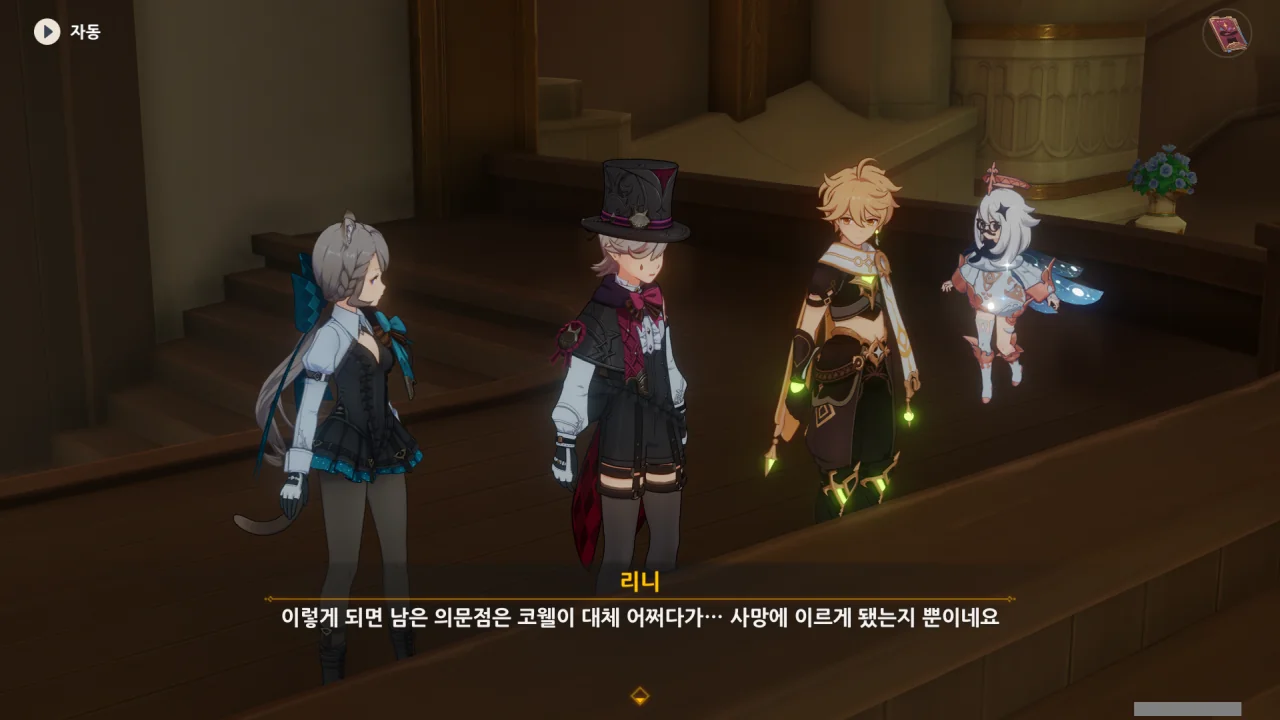 자동
리니
이렇게 되면 남은 의문점은 코웰이 대체 어쩌다가… 사망에 이르게 됐는지 뿐이네요